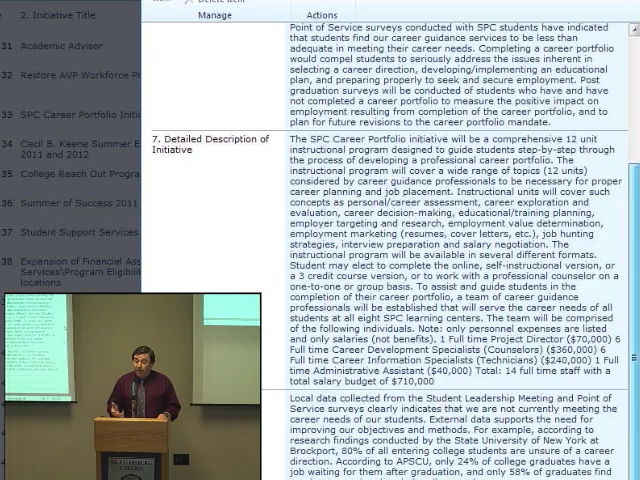 Delete Item
Manage
Actions
2. Initiative Title
31 Academic Advisor
32 Restore AVP Workforce Pr
33 SPC Career Portfolio Initia
34 Cecil B. Keene Summer E
2011 and 2012
35 College Reach Out Progra
36 Summer of Success 2011
37 Student Support Services
38 Expansion of Financial Ass
Services\Program Eligibilit
locations
Point of Service surveys conducted with SPC students have indicated
that students find our career guidance services to be less than
adequate in meeting their career needs. Completing a career portfolio
would compel students to seriously address the issues inherent in
selecting a career direction, developing/implementing an educational
plan, and preparing properly to seek and secure employment. Post
graduation surveys will be conducted of students who have and have
not completed a career portfolio to measure the positive impact on
employment resulting from completion of the career portfolio, and to
plan for future revisions to the career portfolio mandate.
7. Detailed Description of
Initiative
The SPC Career Portfolio initiative will be a comprehensive 12 unit
instructional program designed to guide students step-by-step through
the process of developing a professional career portfolio. The
instructional program will cover a wide range of topics (12 units)
considered by career guidance professionals to be necessary for proper
career planning and job placement. Instructional units will cover such
concepts as personal/career assessment, career exploration and
evaluation, career decision-making, educational/training planning,
employer targeting and research, employment value determination,
employment marketing (resumes, cover letters, etc.), job hunting
strategies, interview preparation and salary negotiation. The
instructional program will be available in several different formats.
Student may elect to complete the online, self-instructional version, or
a 3 credit course version, or to work with a professional counselor on a
one-to-one or group basis. To assist and guide students in the
completion of their career portfolio, a team of career guidance
professionals will be established that will serve the career needs of all
students at all eight SPC learning centers. The team will be comprised
of the following individuals. Note: only personnel expenses are listed
and only salaries (not benefits). 1 Full time Project Director ($70,000) 6
Full time Career Development Specialists (Counselors) ($360,000) 6
Full time Career Information Specialists (Technicians) ($240,000) 1 Full
time Administrative Assistant ($40,000) Total: 14 full time staff with a
total salary budget of $710,000
Local data collected from the Student Leadership Meeting and Point of
Service surveys clearly indicates that we are not currently meeting the
career needs of our students. External data supports the need for
improving our objectives and methods. For example, according to
research findings conducted by the State University of New York at
Brockport, 80% of all entering college students are unsure of a career
direction. According to APSCU, only 24% of college graduates have a
job waiting for them after graduation, and only 58% of graduates find
ST. PETERSBURG
COLLEGE